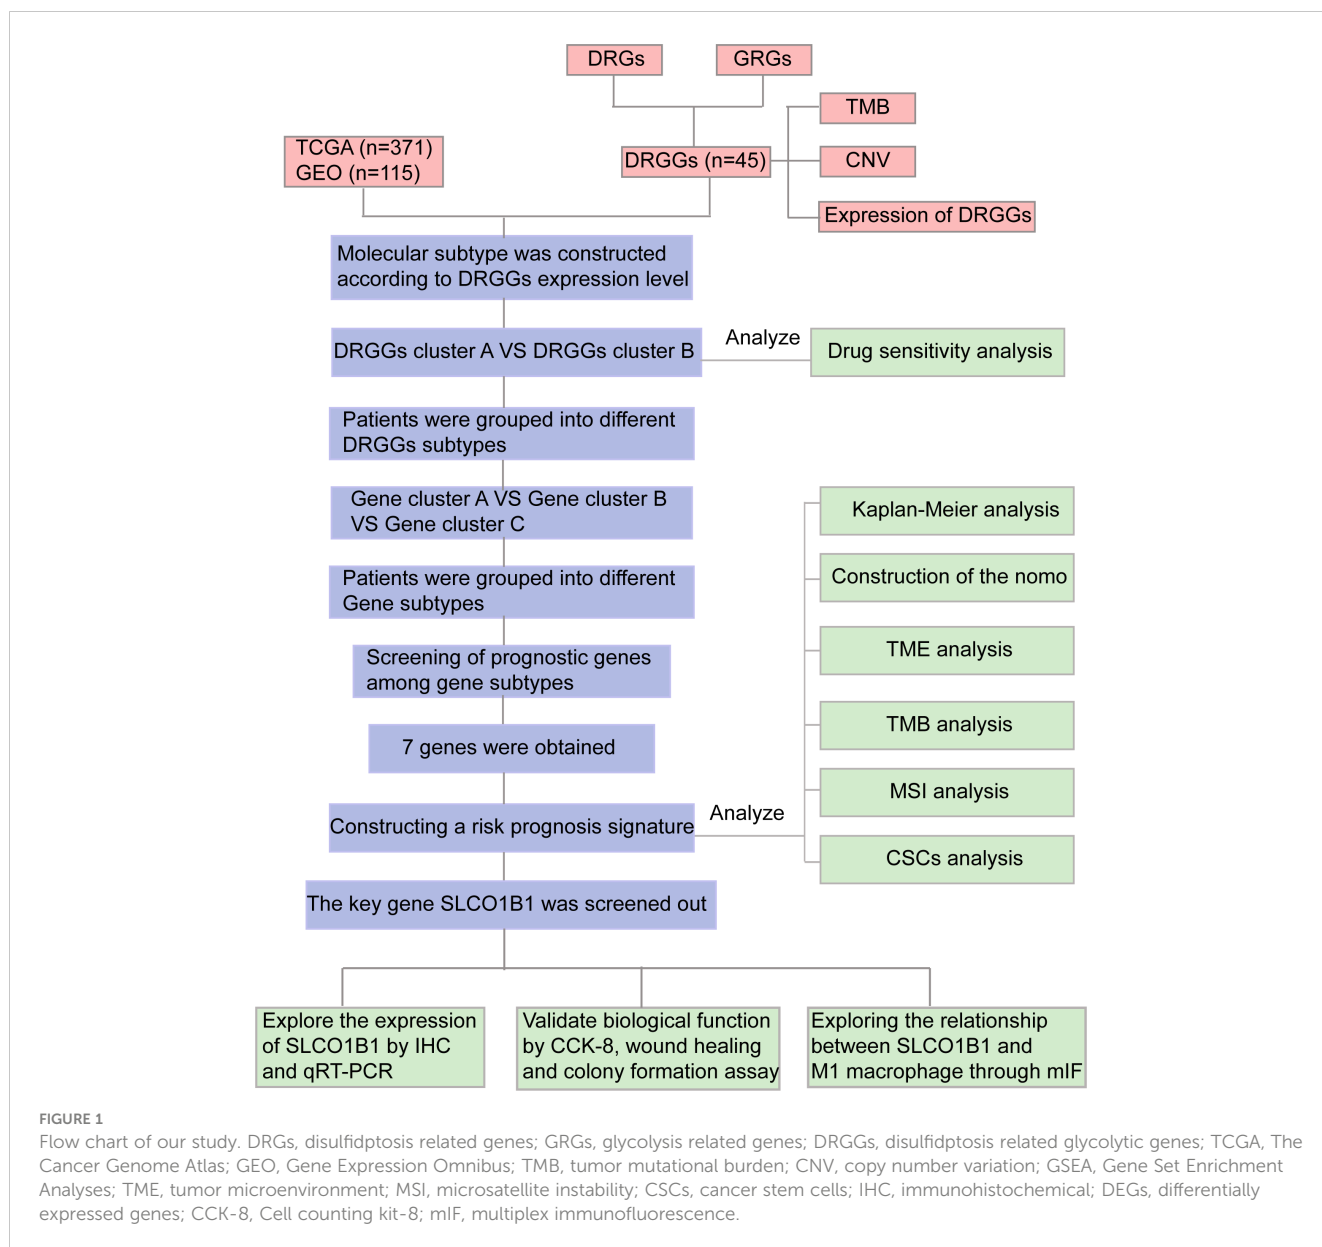 DRGs
GRGs
TMB
TCGA (n=371)
GEO (n=115)
DRGGs (n=45)
CNV
Expression of DRGGs
Molecular subtype was constructed
according to DRGGs expression level
DRGGs cluster A VS DRGGs cluster B
Analyze
Drug sensitivity analysis
Patients were grouped into different
DRGGs subtypes
Gene cluster A VS Gene cluster B
VS Gene cluster C
Patients were grouped into different
Gene subtypes
Screening of prognostic genes
among gene subtypes
7 genes were obtained
Constructing a risk prognosis signature
Analyze
Kaplan-Meier analysis
Construction of the nomo
TME analysis
TMB analysis
MSI analysis
CSCs analysis
The key gene SLCO1B1 was screened out
Explore the expression
of SLCO1B1 by IHC
and qRT-PCR
Validate biological function
by CCK-8, wound healing
and colony formation assay
Exploring the relationship
between SLCO1B1 and
M1 macrophage through mIF
FIGURE 1
Flow chart of our study. DRGs, disulfidptosis related genes; GRGs, glycolysis related genes; DRGGs, disulfidptosis related glycolytic genes; TCGA, The
Cancer Genome Atlas; GEO, Gene Expression Omnibus; TMB, tumor mutational burden; CNV, copy number variation; GSEA, Gene Set Enrichment
Analyses; TME, tumor microenvironment; MSI, microsatellite instability; CSCs, cancer stem cells; IHC, immunohistochemical; DEGs, differentially
expressed genes; CCK-8, Cell counting kit-8; mIF, multiplex immunofluorescence.